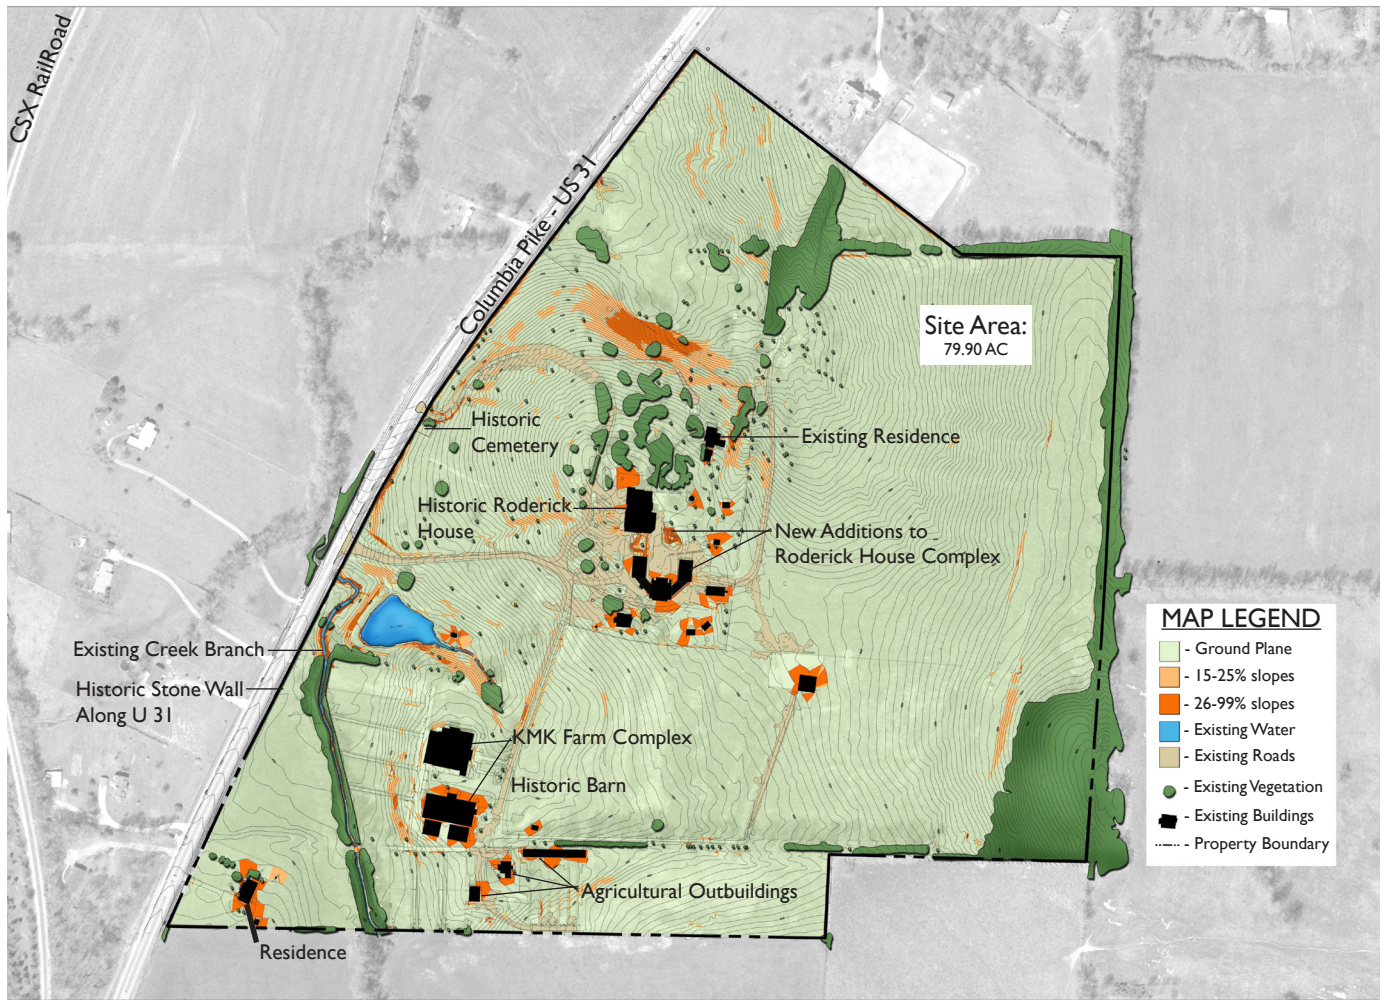 CSX RailRoad
Columbia Pike - US 31
Site Area:
79.90 AC
Historic
Cemetery
Existing Residence
Historic Roderick
House
New Additions to
Roderick House Complex
Existing Creek Branch
Historic Stone Wall
Along U 31
KMK Farm Complex
Historic Barn
Agricultural Outbuildings
Residence
MAP LEGEND
- Ground Plane
- 15-25% slopes
- 26-99% slopes
- Existing Water
- Existing Roads
- Existing Vegetation
- Existing Buildings
- Property Boundary